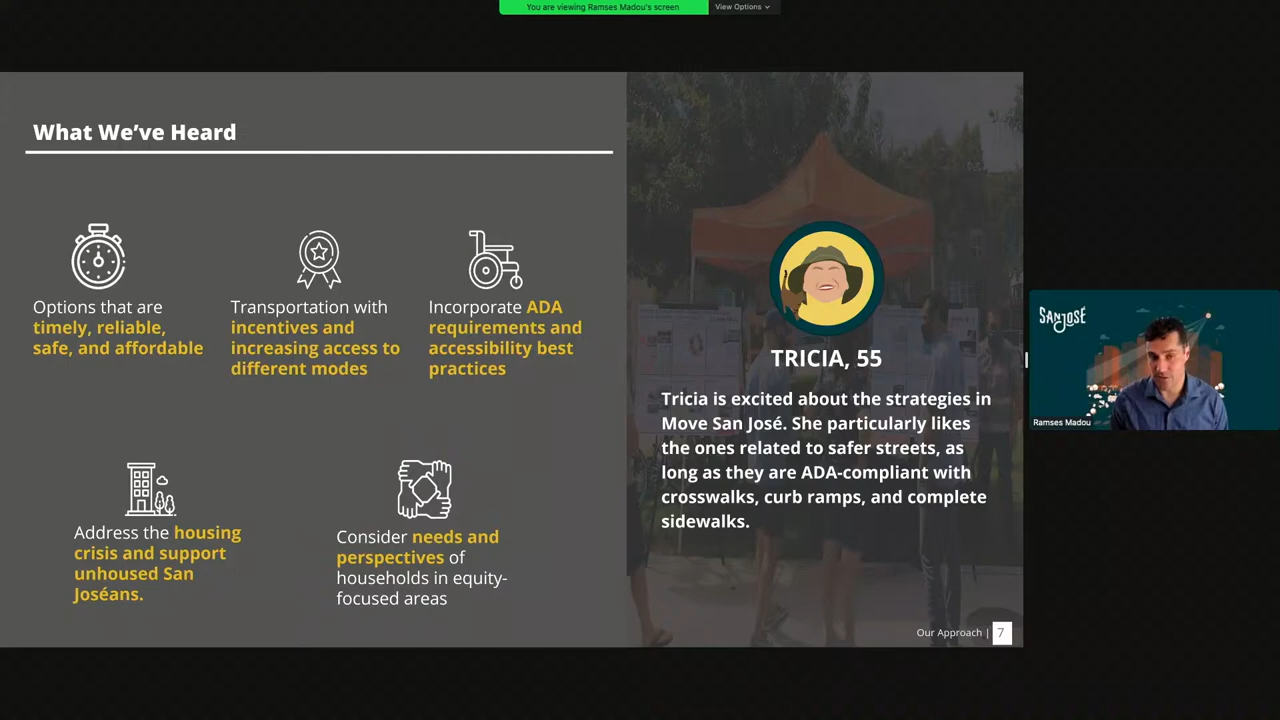 You are viewing Ramses Madou's screen
View Options
What We've Heard
Options that are
timely, reliable,
safe, and affordable
Transportation with
incentives and
increasing access to
different modes
Incorporate ADA
requirements and
accessibility best
practices
Address the housing
crisis and support
unhoused San
Joséans.
Consider needs and
perspectives of
households in equity-
focused areas
TRICIA, 55
Tricia is excited about the strategies in
Move San José. She particularly likes
the ones related to safer streets, as
long as they are ADA-compliant with
crosswalks, curb ramps, and complete
sidewalks.
Our Approach | 7
SAN JOSÉ
Ramses Madou